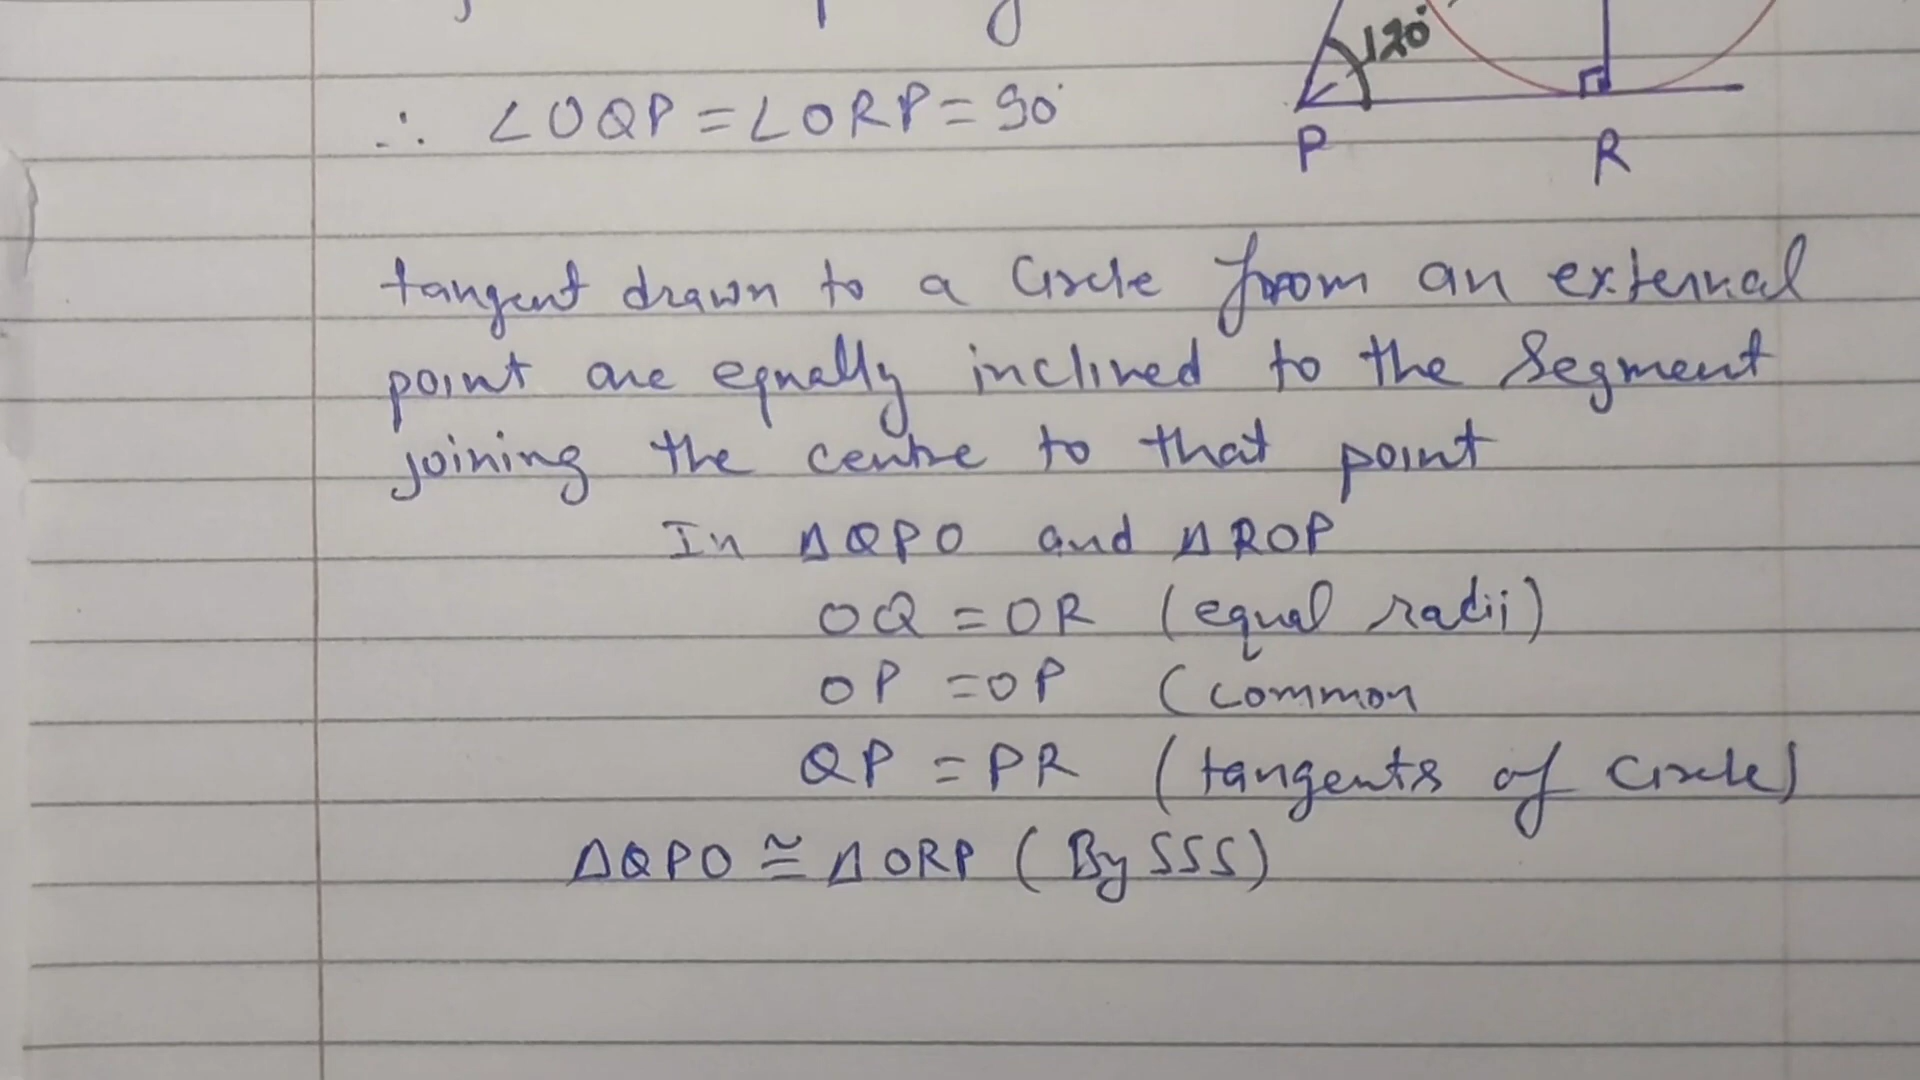 120°
∴ ∠OQP = ∠ORP = 90°
P R
tangent drawn to a circle from an external
point are equally inclined to the segment
joining the centre to that point
In ΔQPO and ΔROP
OQ = OR (equal radii)
OP = OP (common
QP = PR (tangents of circle)
ΔQPO ≅ ΔORP (By SSS)